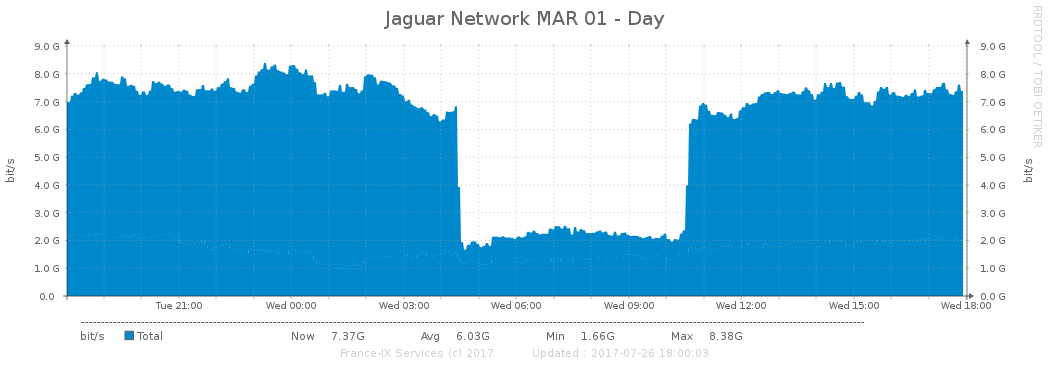 Jaguar Network MAR 01 - Day
RRDTOOL / TOBI OETIKER
9.0 G 9.0 G
8.0 G 8.0 G
7.0 G 7.0 G
6.0 G 6.0 G
5.0 G 5.0 G
4.0 G 4.0 G
3.0 G 3.0 G
2.0 G 2.0 G
1.0 G 1.0 G
0.0 0.0 G
bit/s bit/s
Tue 21:00 Wed 00:00 Wed 03:00 Wed 06:00 Wed 09:00 Wed 12:00 Wed 15:00 Wed 18:00
bit/s Total Now 7.37G Avg 6.03G Min 1.66G Max 8.38G
France-IX Services (c) 2017 Updated : 2017-07-26 18:00:03